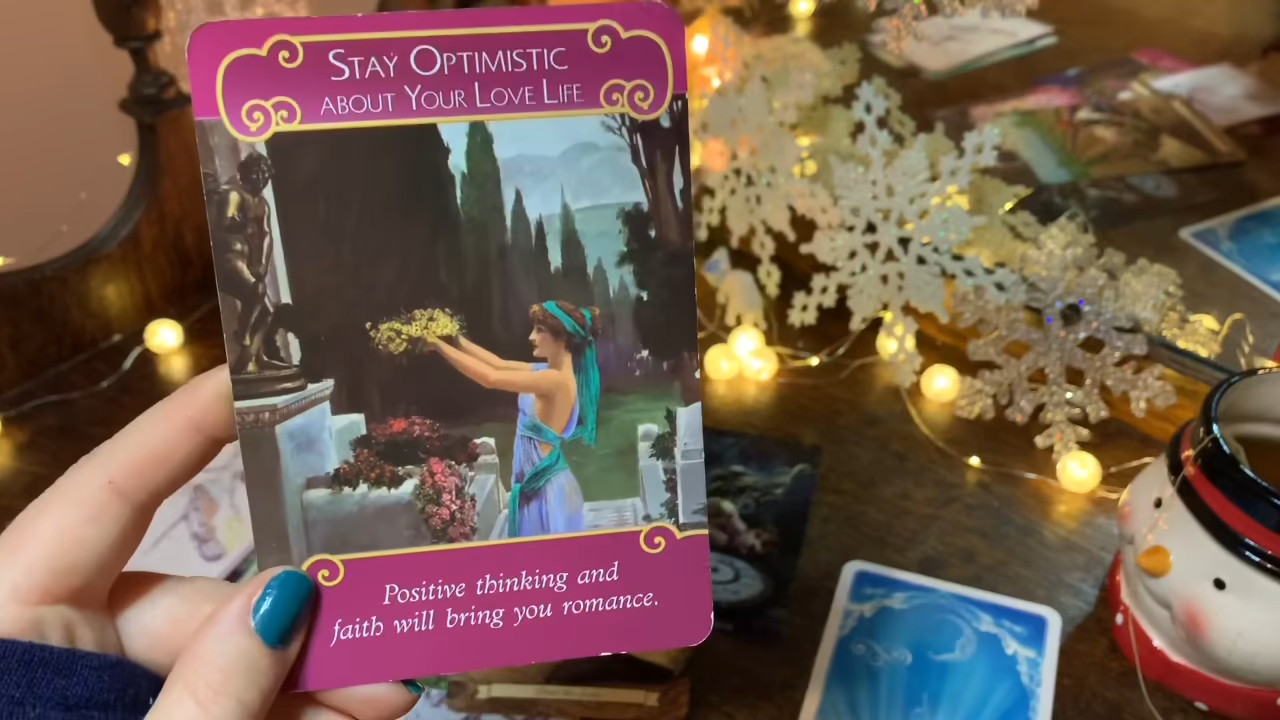 Stay Optimistic
about Your Love Life
Positive thinking and
faith will bring you romance.